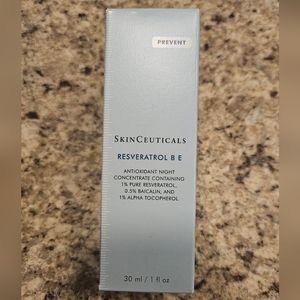 PREVENT
SKINCEUTICALS
RESVERATROL B E
ANTIOXIDANT NIGHT
CONCENTRATE CONTAINING
1% PURE RESVERATROL,
0.5% BAICALIN, AND
1% ALPHA TOCOPHEROL
30 ml / 1 fl oz